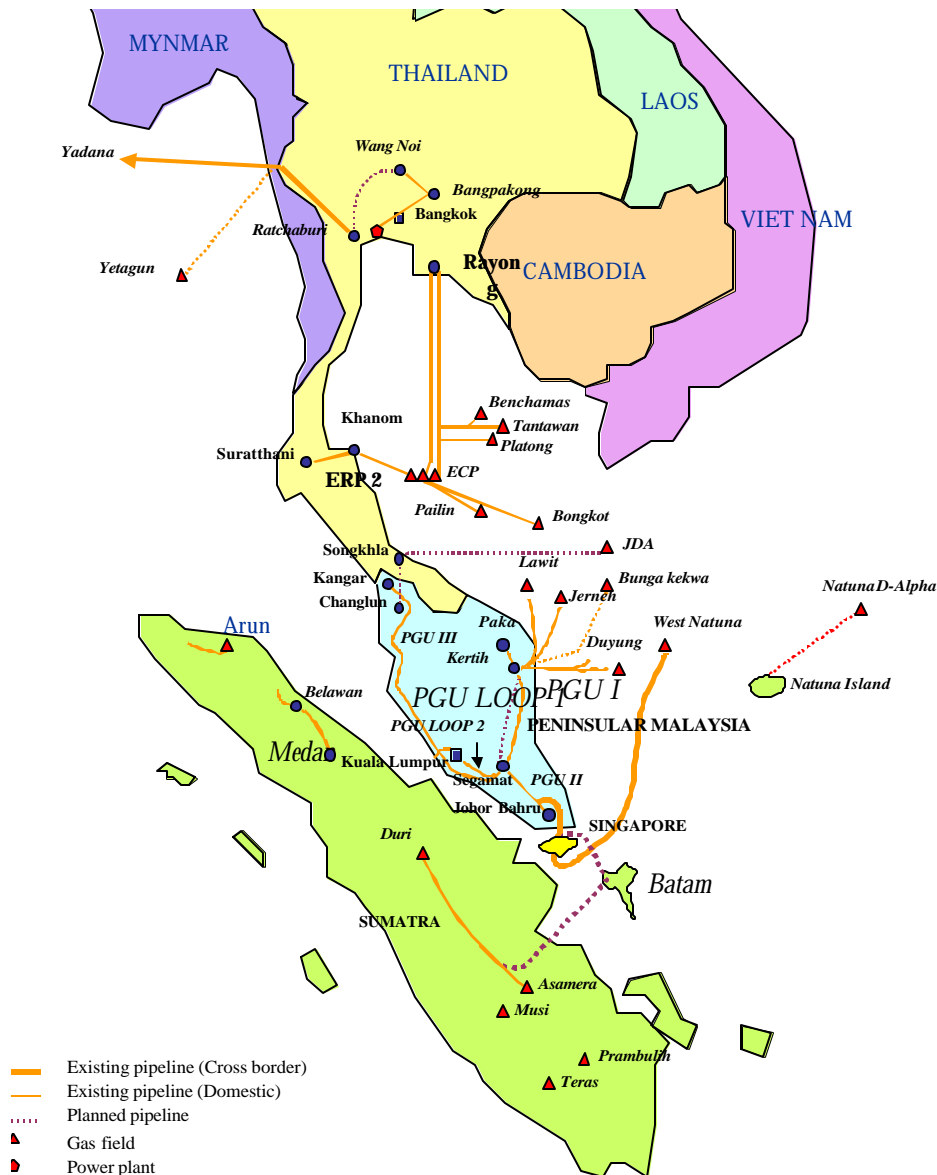 MYNMAR
THAILAND
LAOS
Yadana
Wang Noi
Bangpakong
Bangkok
VIET NAM
Ratchaburi
Yetagun
Rayon
g
CAMBODIA
Benchamas
Khanom
Tantawan
Platong
Suratthani
ERP 2
ECP
Pailin
Bongkot
Songkhla
JDA
Lawit
Kangar
Bunga kekwa
Changlun
Jerneh
Natuna D-Alpha
Arun
PGU III
Paka
Duyung
West Natuna
Kertih
Belawan
PGU LOOP 1
PGU I
Natuna Island
PGU LOOP 2
PENINSULAR MALAYSIA
Medan
Kuala Lumpur
Segamat
PGU II
Johor Bahru
SINGAPORE
Duri
Batam
SUMATRA
Asamera
Musi
Prambulih
Teras
Existing pipeline (Cross border)
Existing pipeline (Domestic)
Planned pipeline
Gas field
Power plant